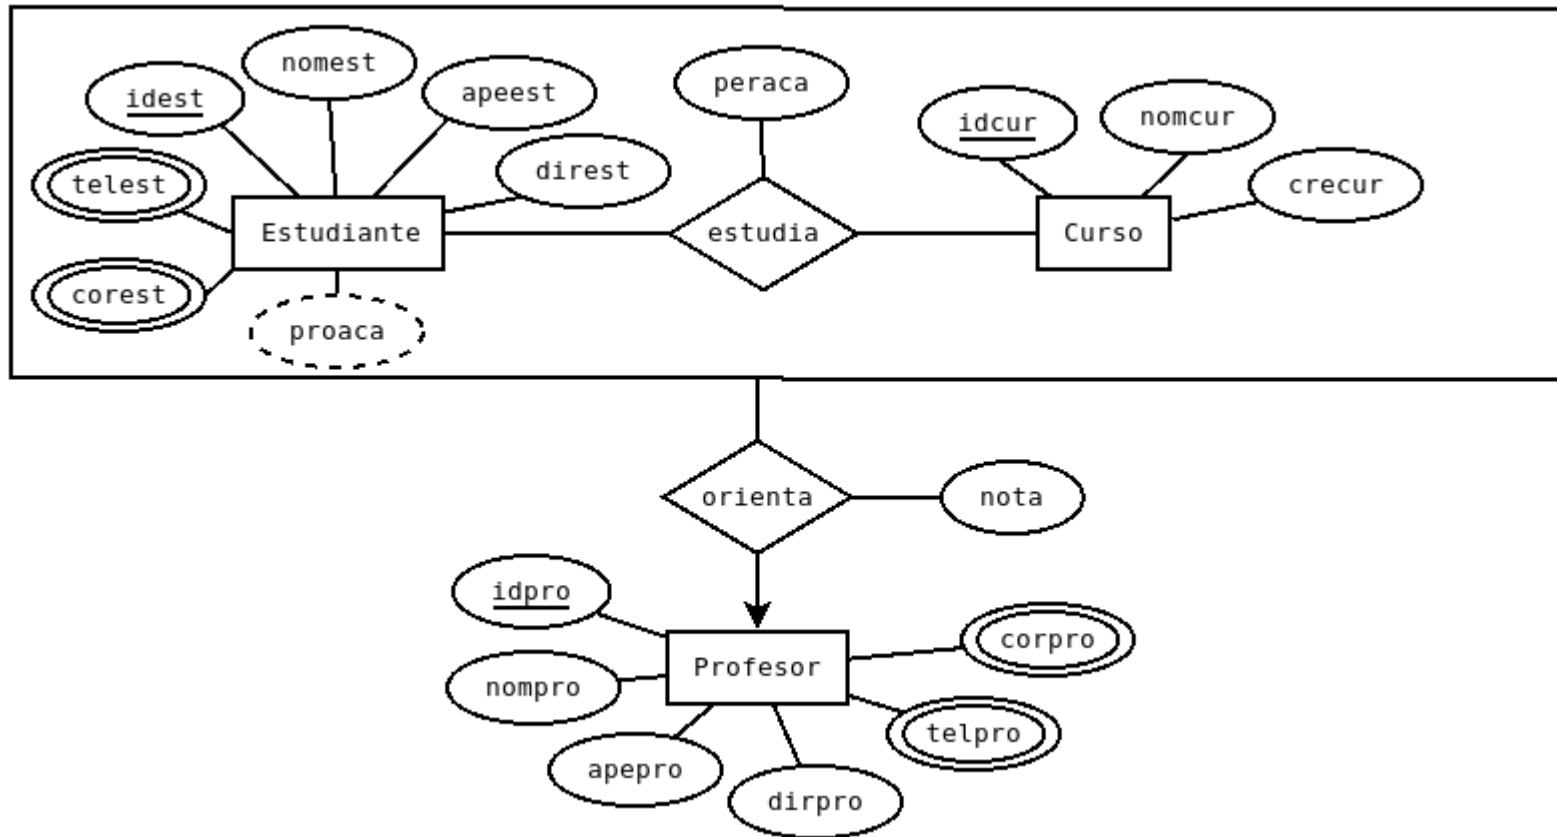 nomest
peraca
apeest
idest
nomcur
idcur
direst
telest
crecur
Estudiante
estudia
Curso
corest
proaca
orienta
nota
idpro
corpro
Profesor
nompro
telpro
apepro
dirpro